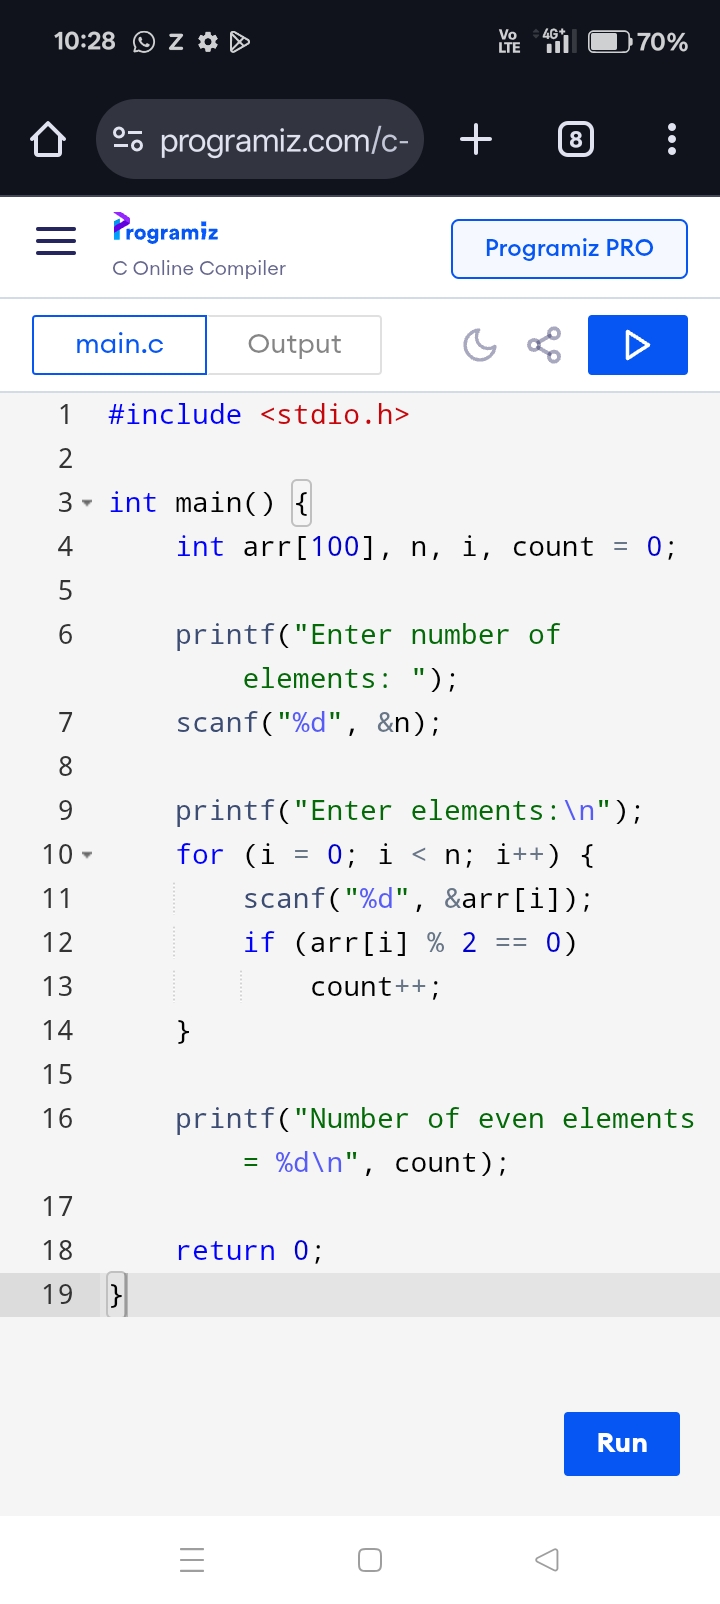 10:28 Z Vo LTE 4G+ 70%
programiz.com/c- + 8
Programiz
C Online Compiler
Programiz PRO
main.c Output
1 #include <stdio.h>
2
3 int main() {
4 int arr[100], n, i, count = 0;
5
6 printf("Enter number of
elements: ");
7 scanf("%d", &n);
8
9 printf("Enter elements:\n");
10 for (i = 0; i < n; i++) {
11 scanf("%d", &arr[i]);
12 if (arr[i] % 2 == 0)
13 count++;
14 }
15
16 printf("Number of even elements
= %d\n", count);
17
18 return 0;
19 }
Run